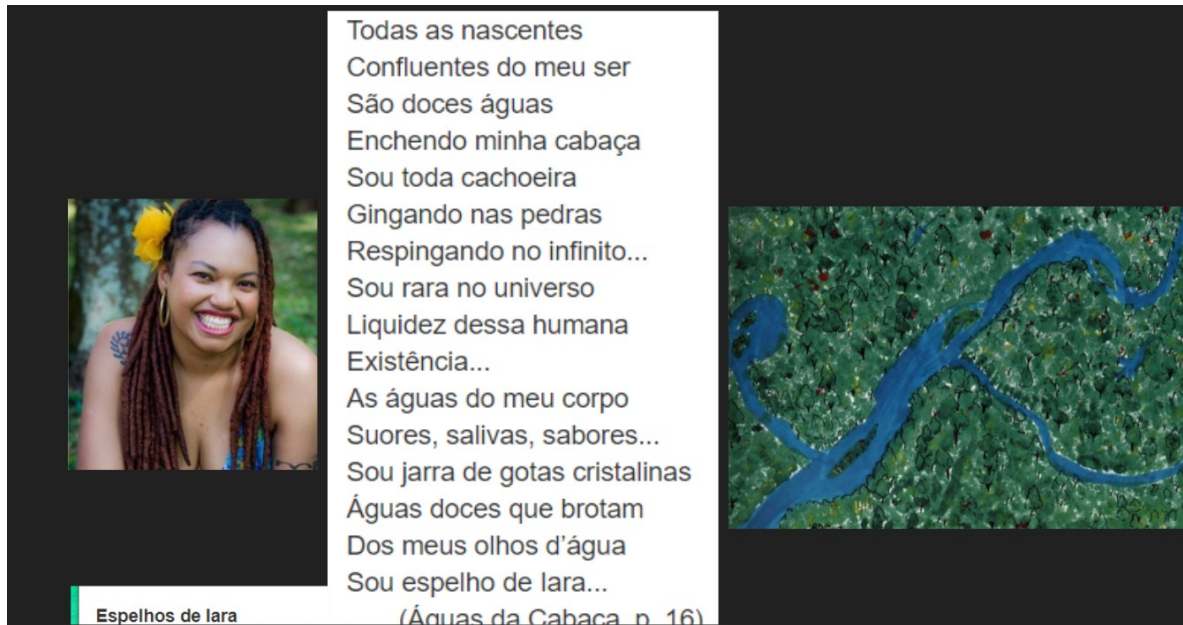 Todas as nascentes
Confluentes do meu ser
São doces águas
Enchendo minha cabaça
Sou toda cachoeira
Gingando nas pedras
Respingando no infinito...
Sou rara no universo
Liquidez dessa humana
Existência...
As águas do meu corpo
Suores, salivas, sabores...
Sou jarra de gotas cristalinas
Águas doces que brotam
Dos meus olhos d’água
Sou espelho de Iara...
(Águas da Cabaça, p. 16)
Espelhos de Iara